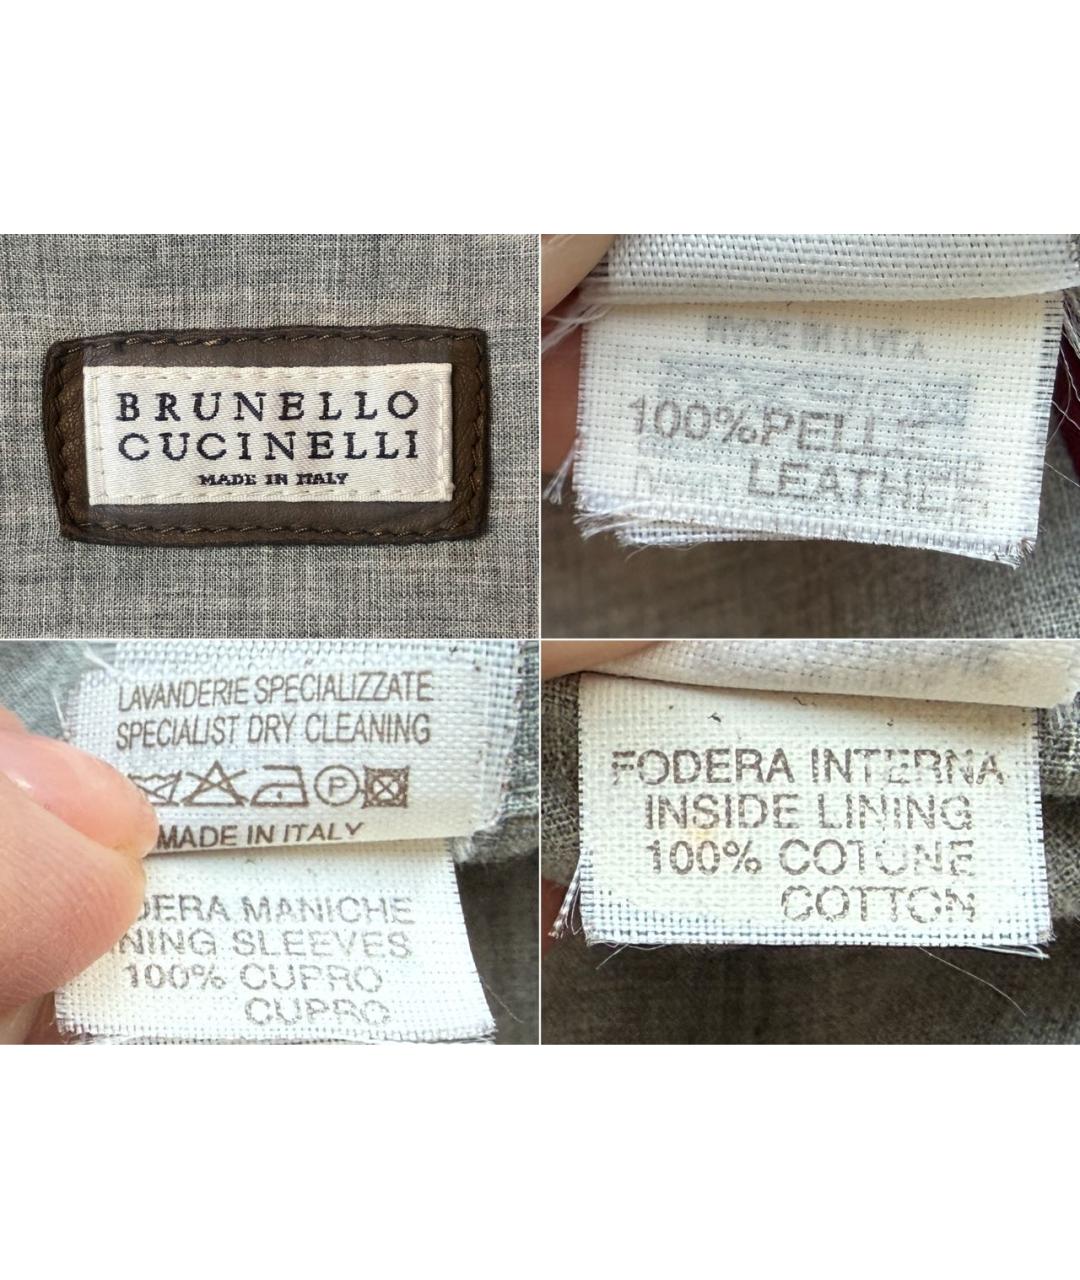 BRUNELLO
CUCINELLI
MADE IN ITALY
100%PELLE
LEATHER
LAVANDERIE SPECIALIZZATE
SPECIALIST DRY CLEANING
P
MADE IN ITALY
DERA MANICHE
NING SLEEVES
100% CUPRO
CUPRO
FODERA INTERNA
INSIDE LINING
100% COTONE
COTTON